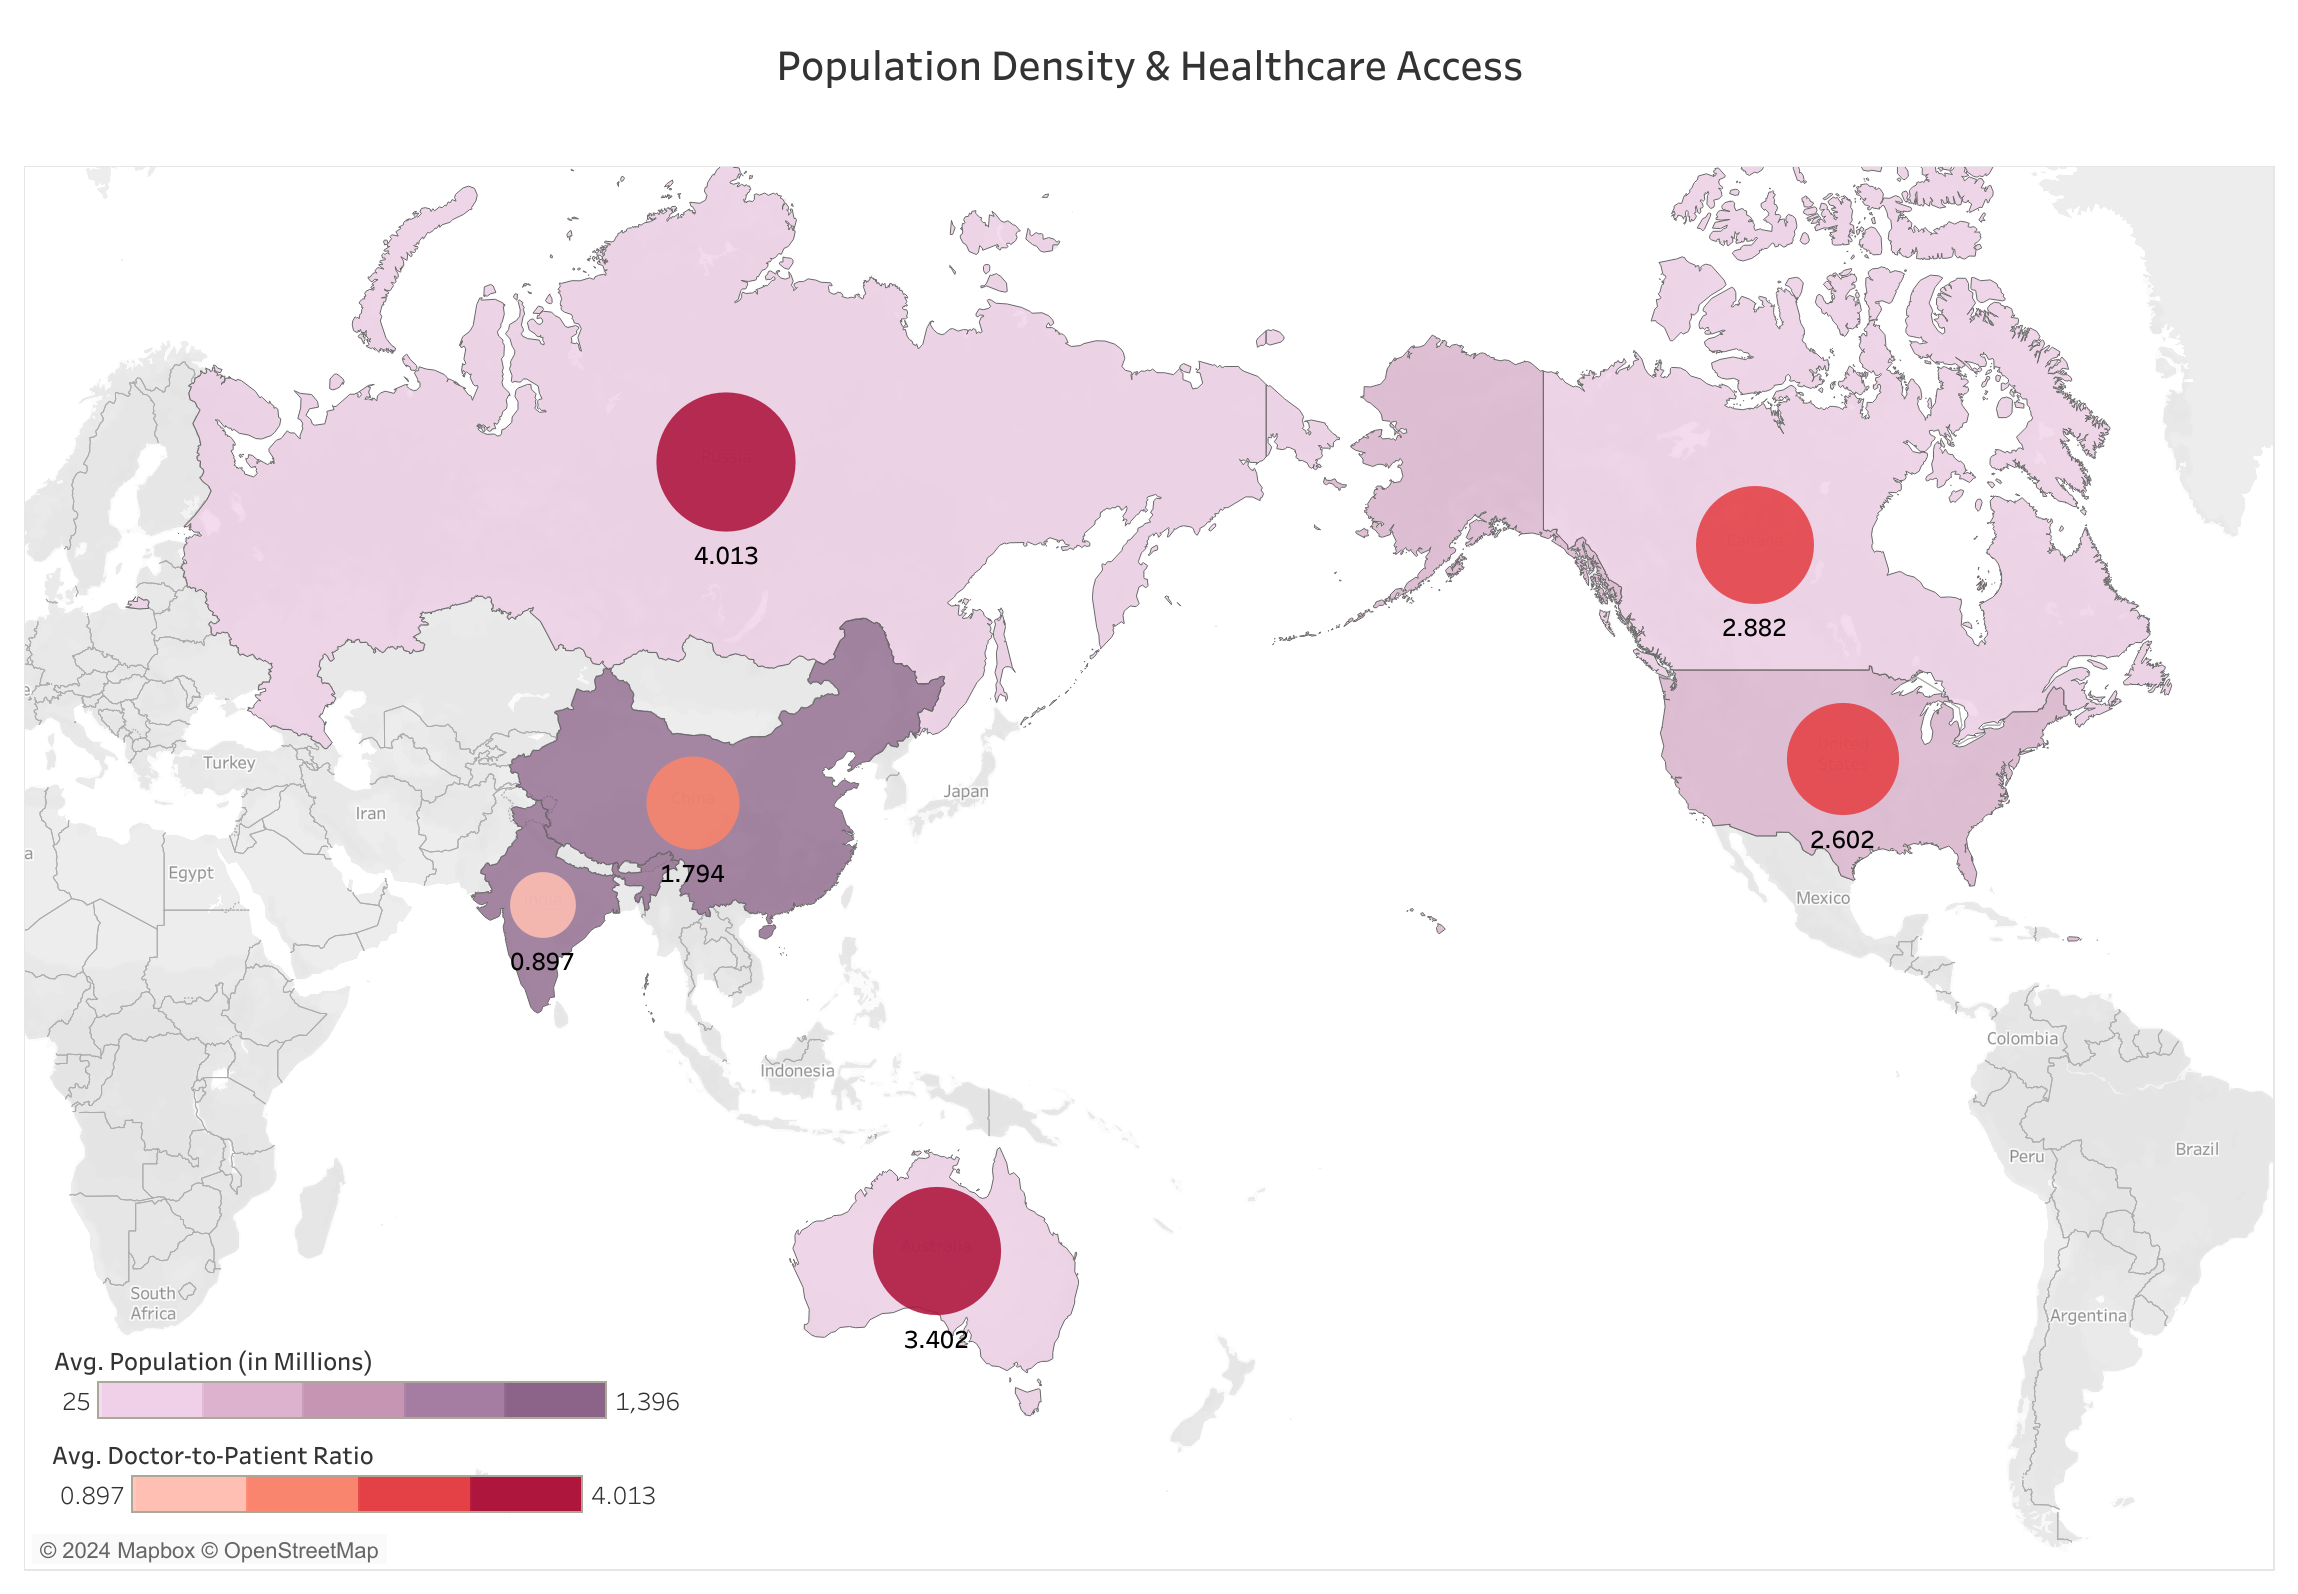 Population Density & Healthcare Access
4.013
2.882
Turkey
China
Japan
United
States
Iran
2.602
Egypt
1.794
India
Mexico
0.897
Colombia
Indonesia
Peru
Brazil
Australia
South
Africa
Argentina
3.402
Avg. Population (in Millions)
25
1,396
Avg. Doctor-to-Patient Ratio
0.897
4.013
© 2024 Mapbox © OpenStreetMap